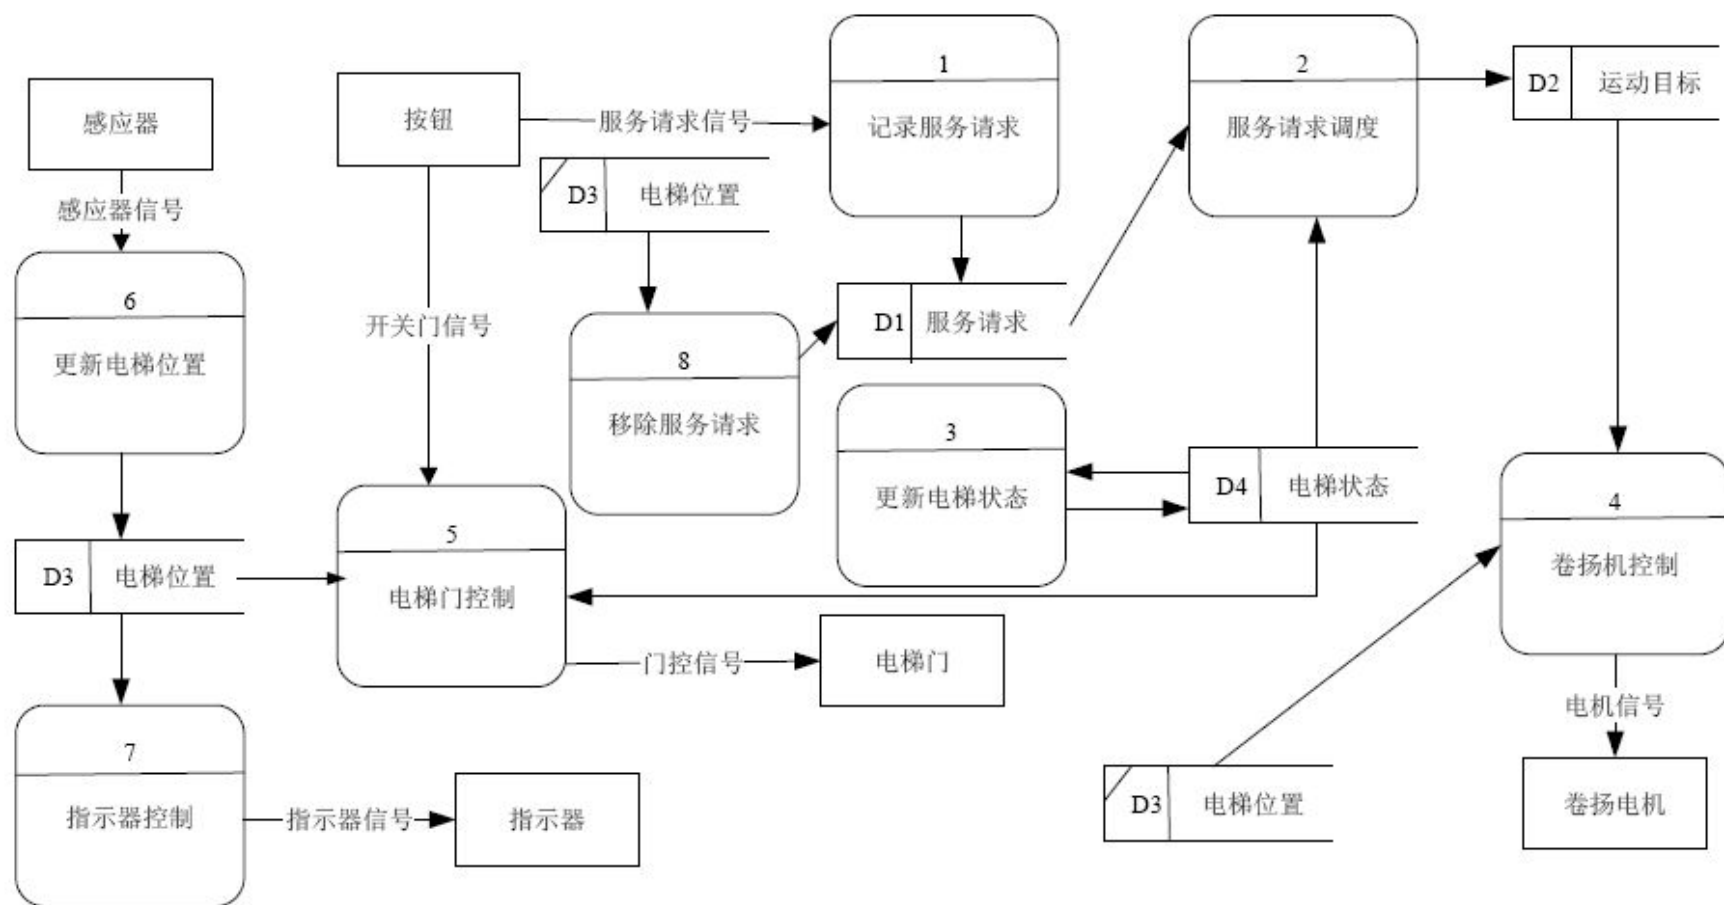 1
2
D2
运动目标
感应器
按钮
服务请求信号
记录服务请求
服务请求调度
D3
电梯位置
感应器信号
6
开关门信号
D1
服务请求
更新电梯位置
8
移除服务请求
3
D4
电梯状态
更新电梯状态
4
5
D3
电梯位置
电梯门控制
卷扬机控制
门控信号
电梯门
电机信号
7
指示器控制
指示器信号
指示器
D3
电梯位置
卷扬电机